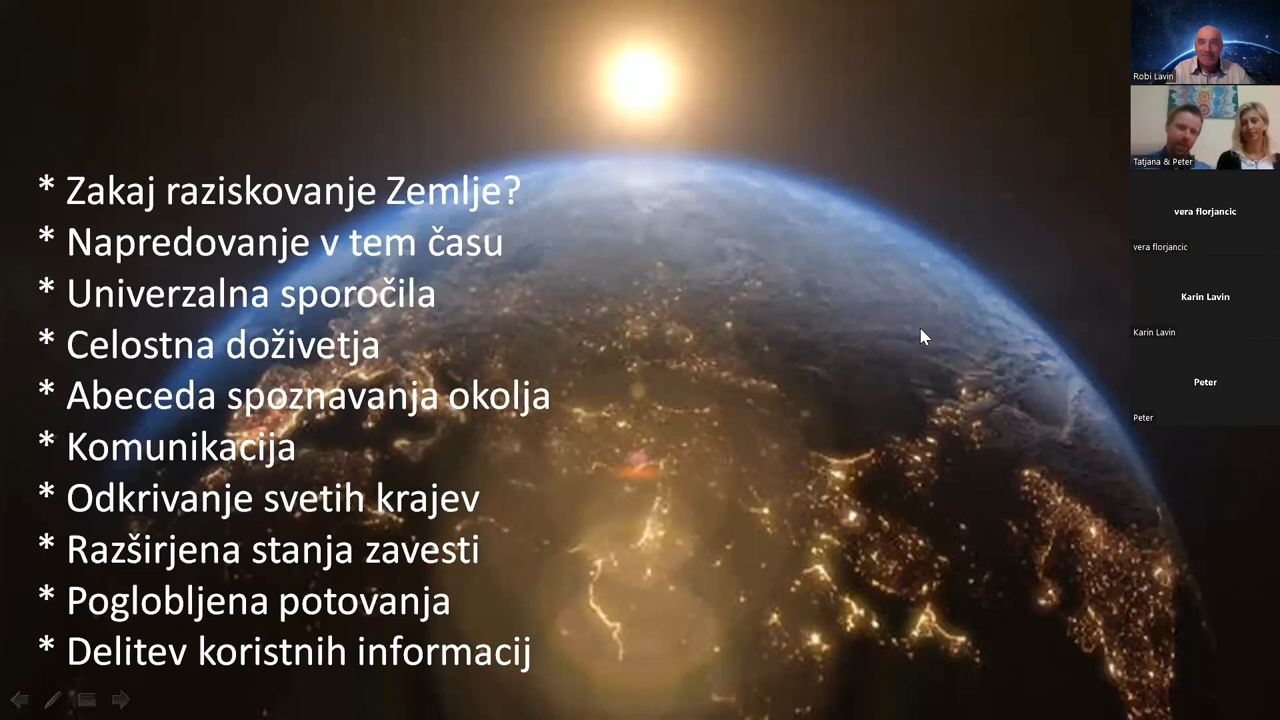 * Zakaj raziskovanje Zemlje?
* Napredovanje v tem času
* Univerzalna sporočila
* Celostna doživetja
* Abeceda spoznavanja okolja
* Komunikacija
* Odkrivanje svetih krajev
* Razširjena stanja zavesti
* Poglobljena potovanja
* Delitev koristnih informacij
Robi Lavin
Tatjana & Peter
vera florjancic
vera florjancic
Karin Lavin
Karin Lavin
Peter
Peter